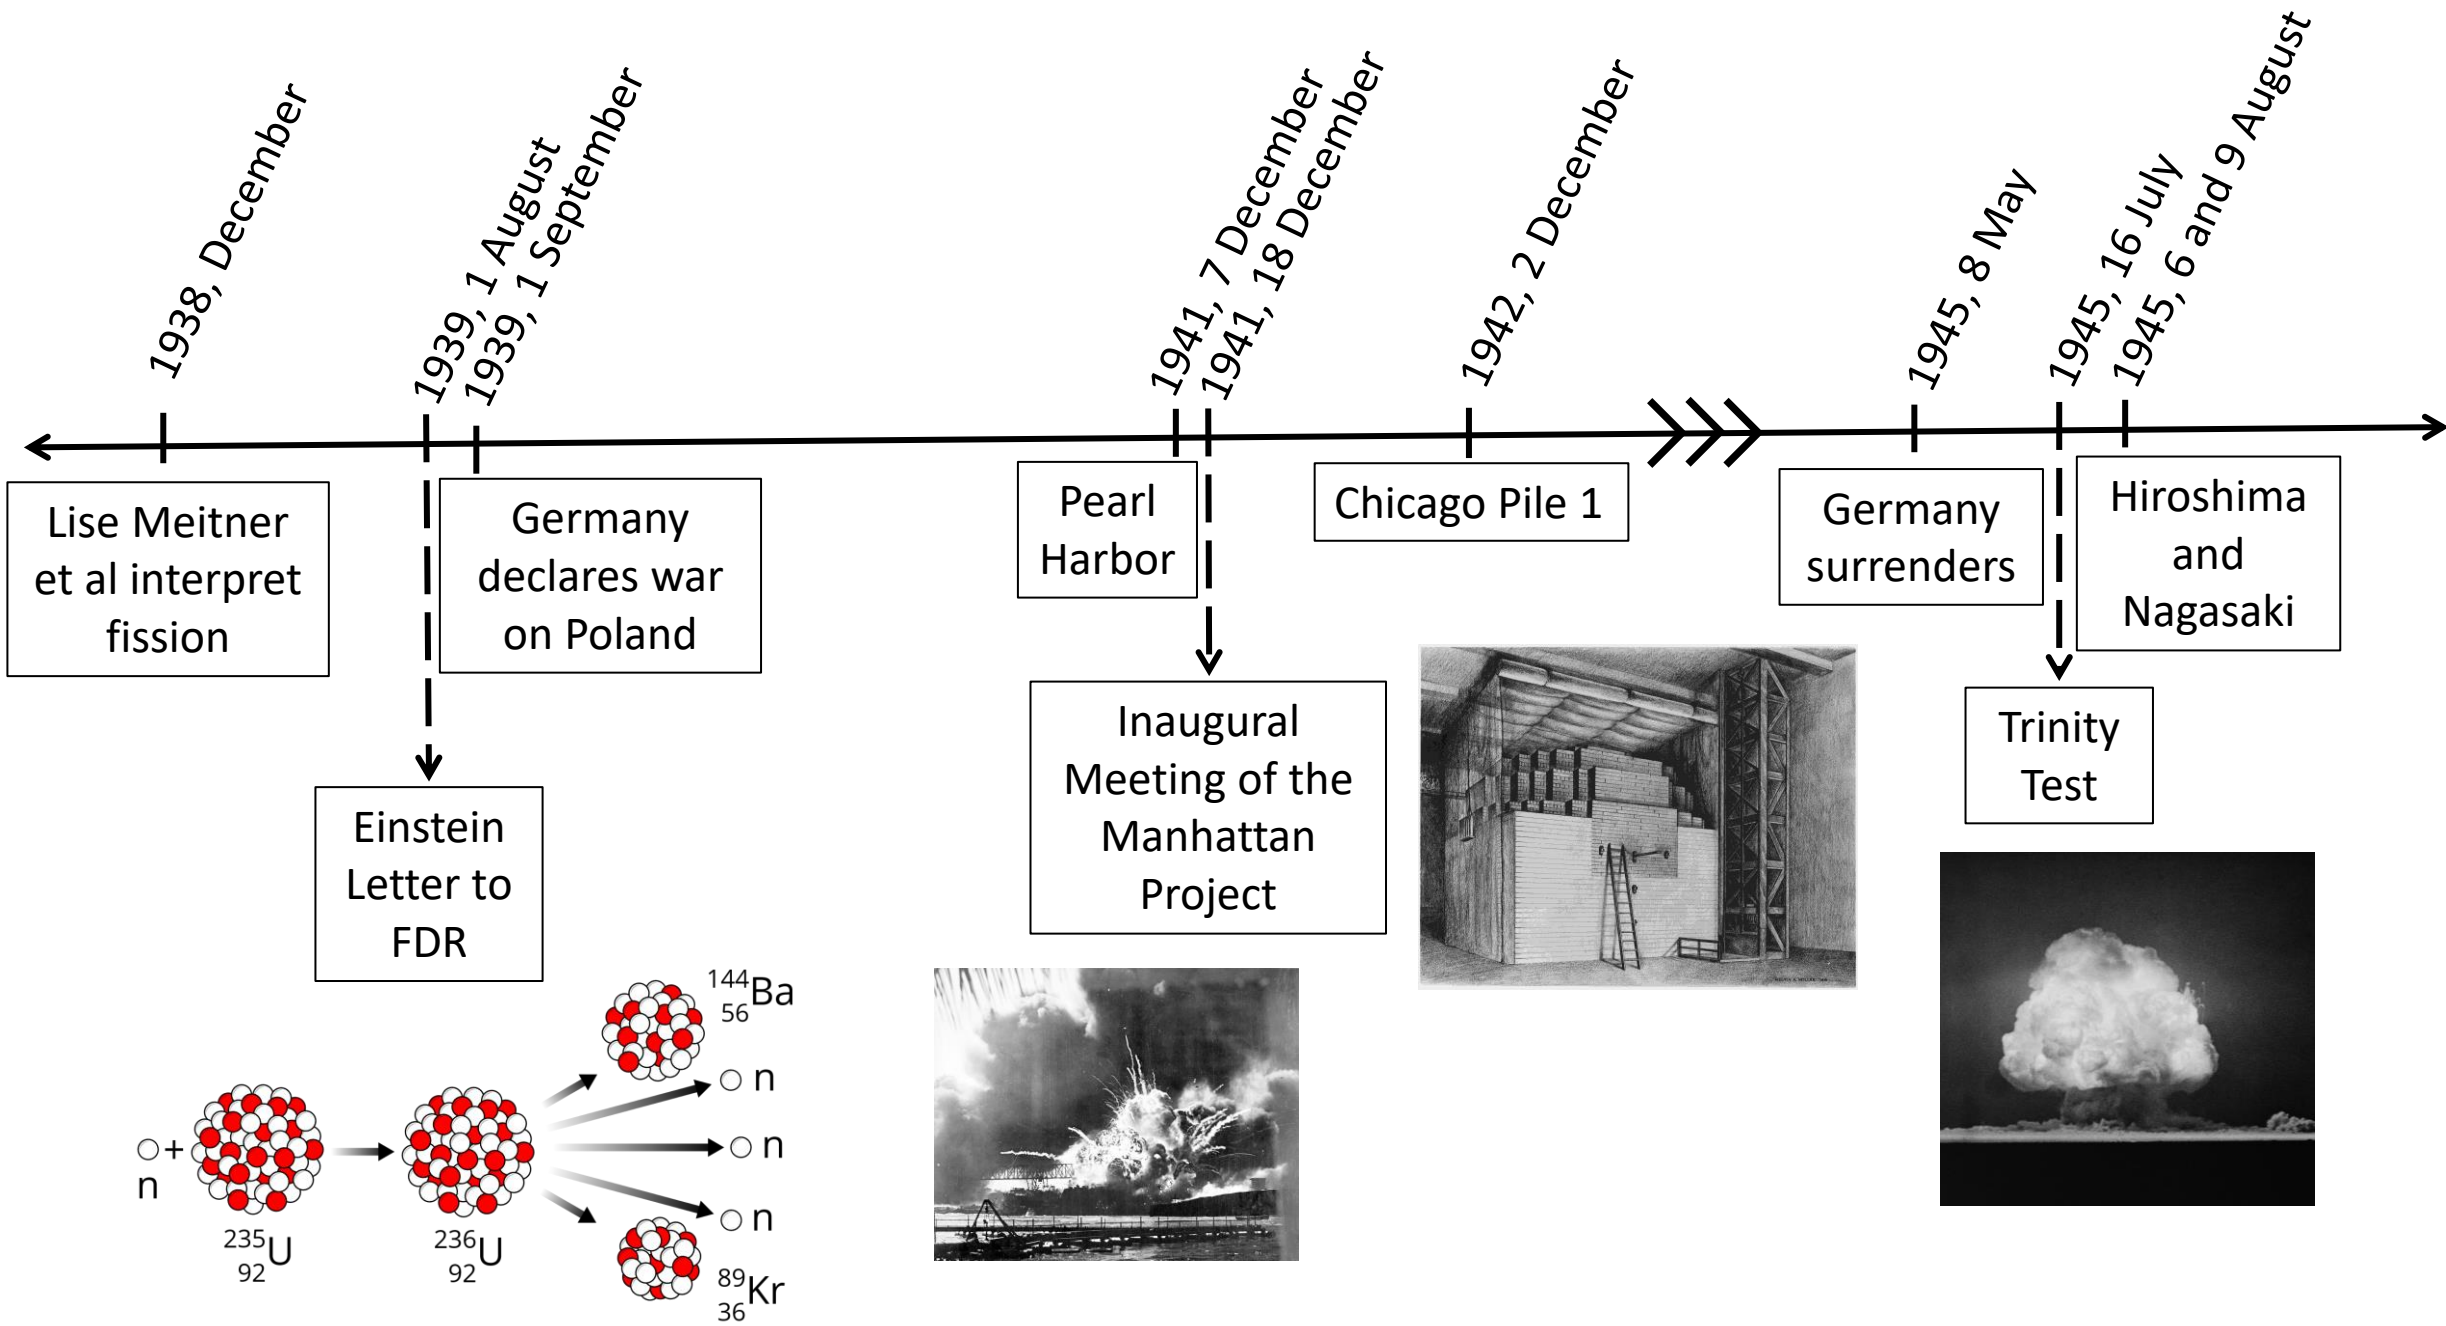 1938, December
1939, 1 August
1939, 1 September
1941, 7 December
1941, 18 December
1942, 2 December
1945, 8 May
1945, 16 July
1945, 6 and 9 August
Lise Meitner
et al interpret
fission
Germany
declares war
on Poland
Pearl
Harbor
Chicago Pile 1
Germany
surrenders
Hiroshima
and
Nagasaki
Einstein
Letter to
FDR
Inaugural
Meeting of the
Manhattan
Project
Trinity
Test
n
+
235
92
U
236
92
U
144
56
Ba
n
n
n
89
36
Kr